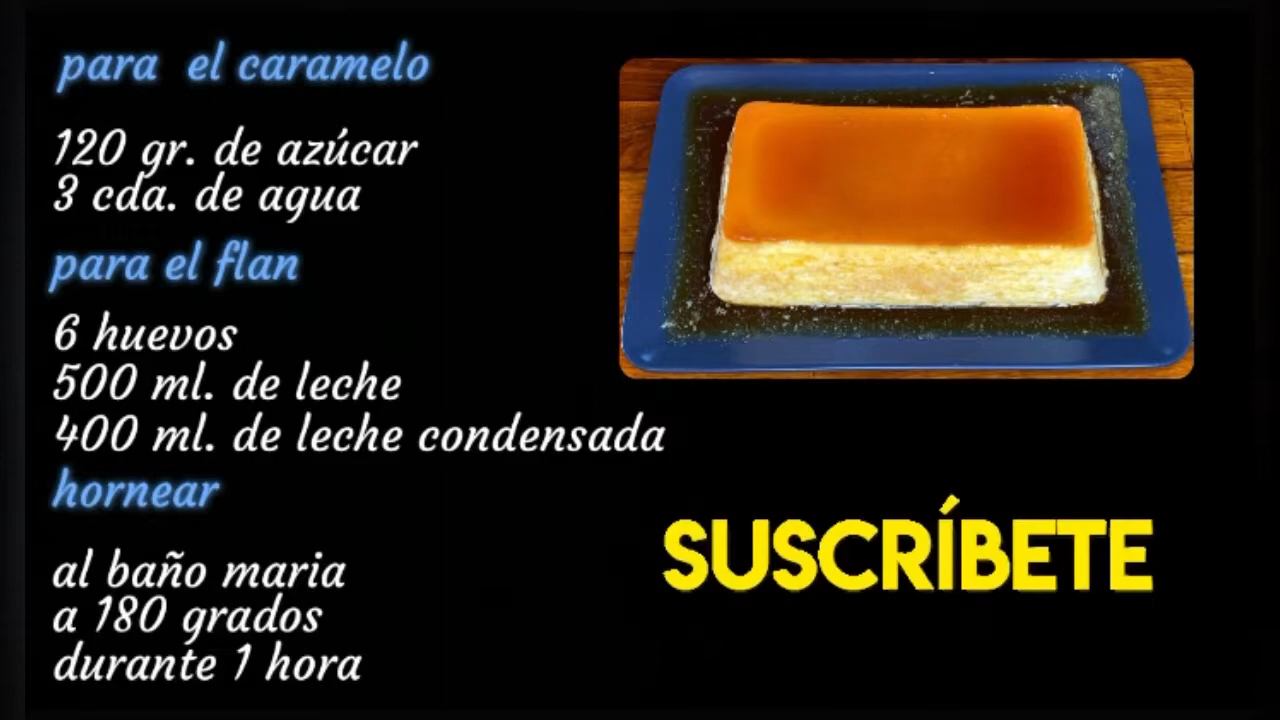 para el caramelo
120 gr. de azúcar
3 cda. de agua
para el flan
6 huevos
500 ml. de leche
400 ml. de leche condensada
hornear
al baño maria
a 180 grados
durante 1 hora
SUSCRÍBETE